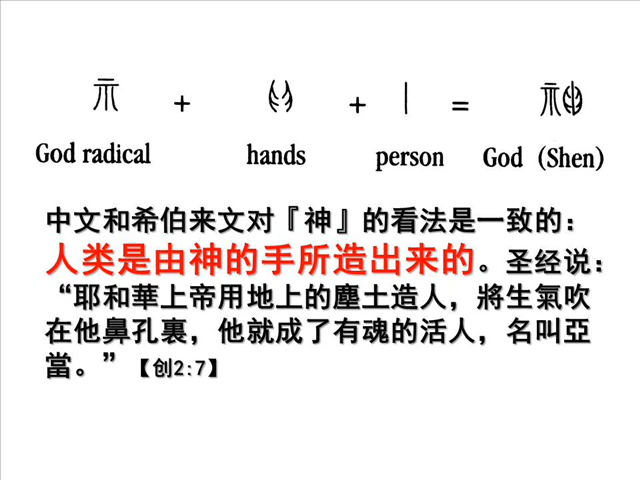 示 + + 丨 = 神
God radical hands person God (Shen)
中文和希伯来文对『神』的看法是一致的：
人类是由神的手所造出来的。圣经说：
“耶和華上帝用地上的塵土造人，將生氣吹
在他鼻孔裏，他就成了有魂的活人，名叫亞
當。”【创2:7】